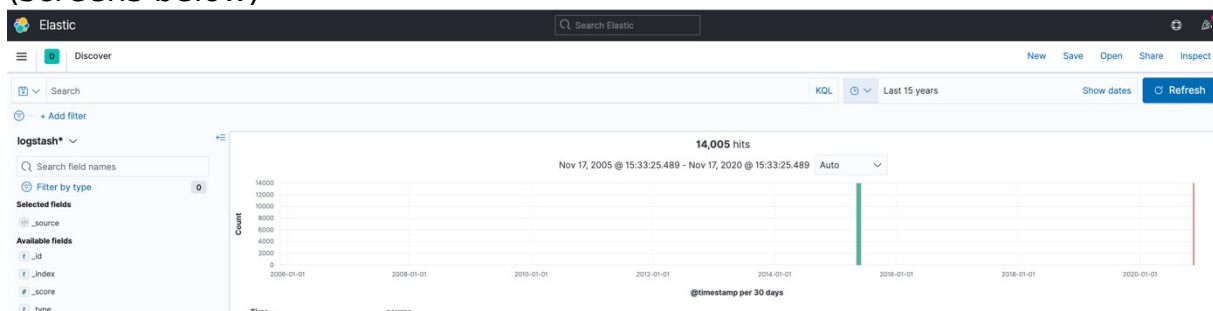 (screens below)
Elastic
Search Elastic
Discover
New Save Open Share Inspect
Search
KQL
Last 15 years
Show dates
Refresh
+ Add filter
logstash*
14,005 hits
Search field names
Nov 17, 2005 @ 15:33:25.489 - Nov 17, 2020 @ 15:33:25.489 Auto
Filter by type 0
Selected fields
_source
Available fields
t _id
t _index
# _score
t _type
Count
14000
12000
10000
8000
6000
4000
2000
0
2006-01-01 2008-01-01 2010-01-01 2012-01-01 2014-01-01 2016-01-01 2018-01-01 2020-01-01
@timestamp per 30 days